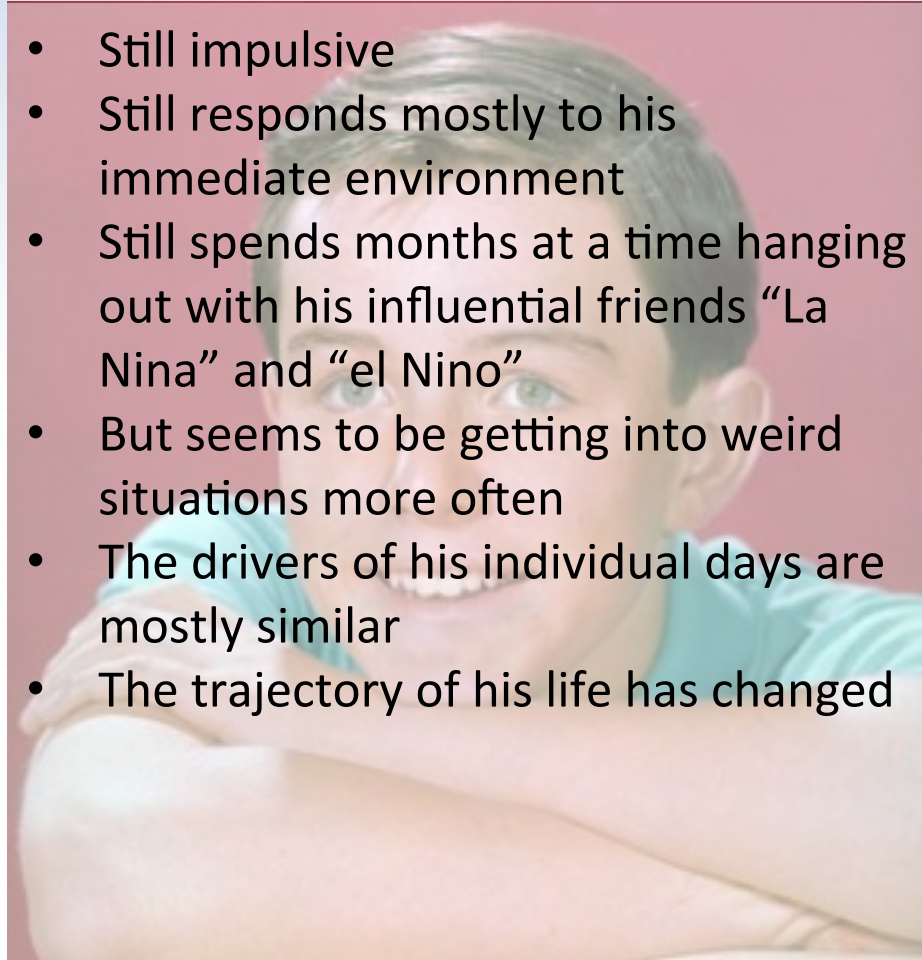 • Still impulsive
• Still responds mostly to his
immediate environment
• Still spends months at a time hanging
out with his influential friends “La
Nina” and “el Nino”
• But seems to be getting into weird
situations more often
• The drivers of his individual days are
mostly similar
• The trajectory of his life has changed